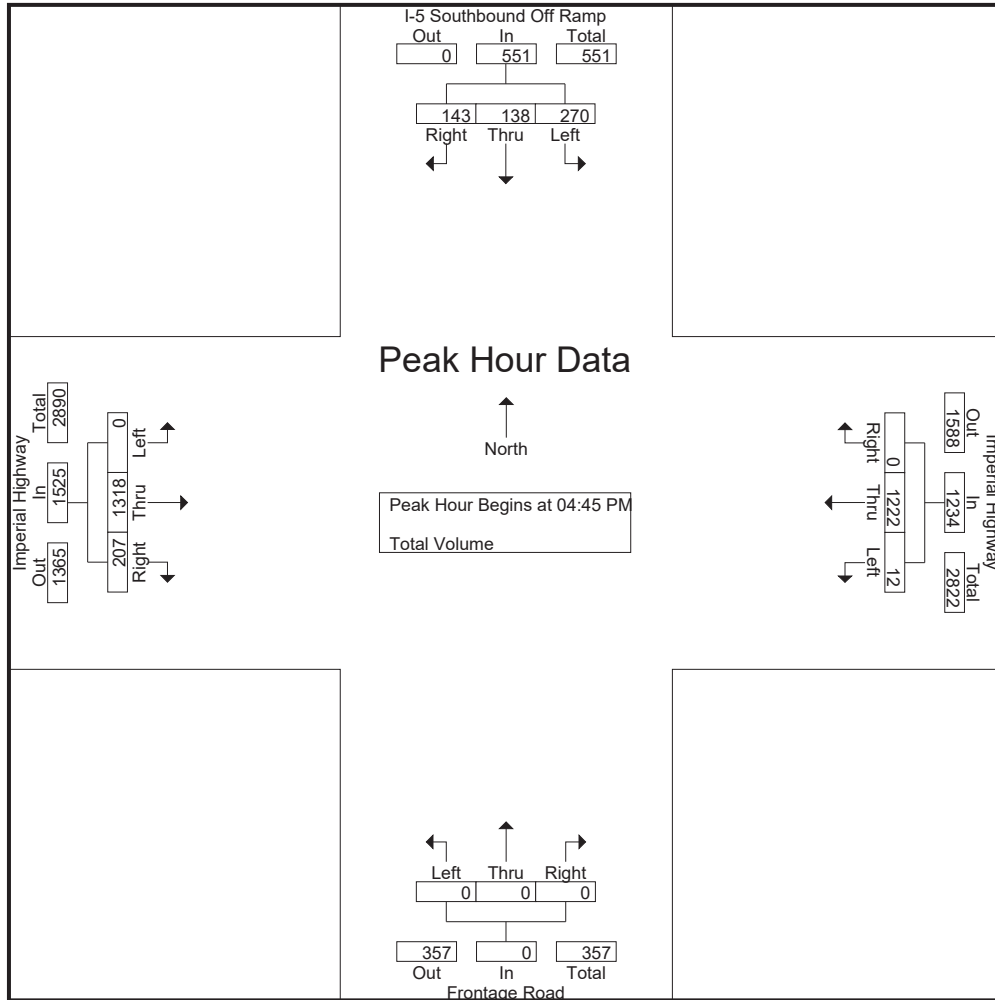 I-5 Southbound Off Ramp
Out In Total
0 551 551
143 138 270
Right Thru Left
Peak Hour Data
North
Peak Hour Begins at 04:45 PM
Total Volume
Imperial Highway
Out In Total
1365 1525 2890
Left Thru Right
0 1318 207
Imperial Highway
Out In Total
1588 1234 2822
Right Thru Left
0 1222 12
Left Thru Right
0 0 0
357 0 357
Out In Total
Frontage Road